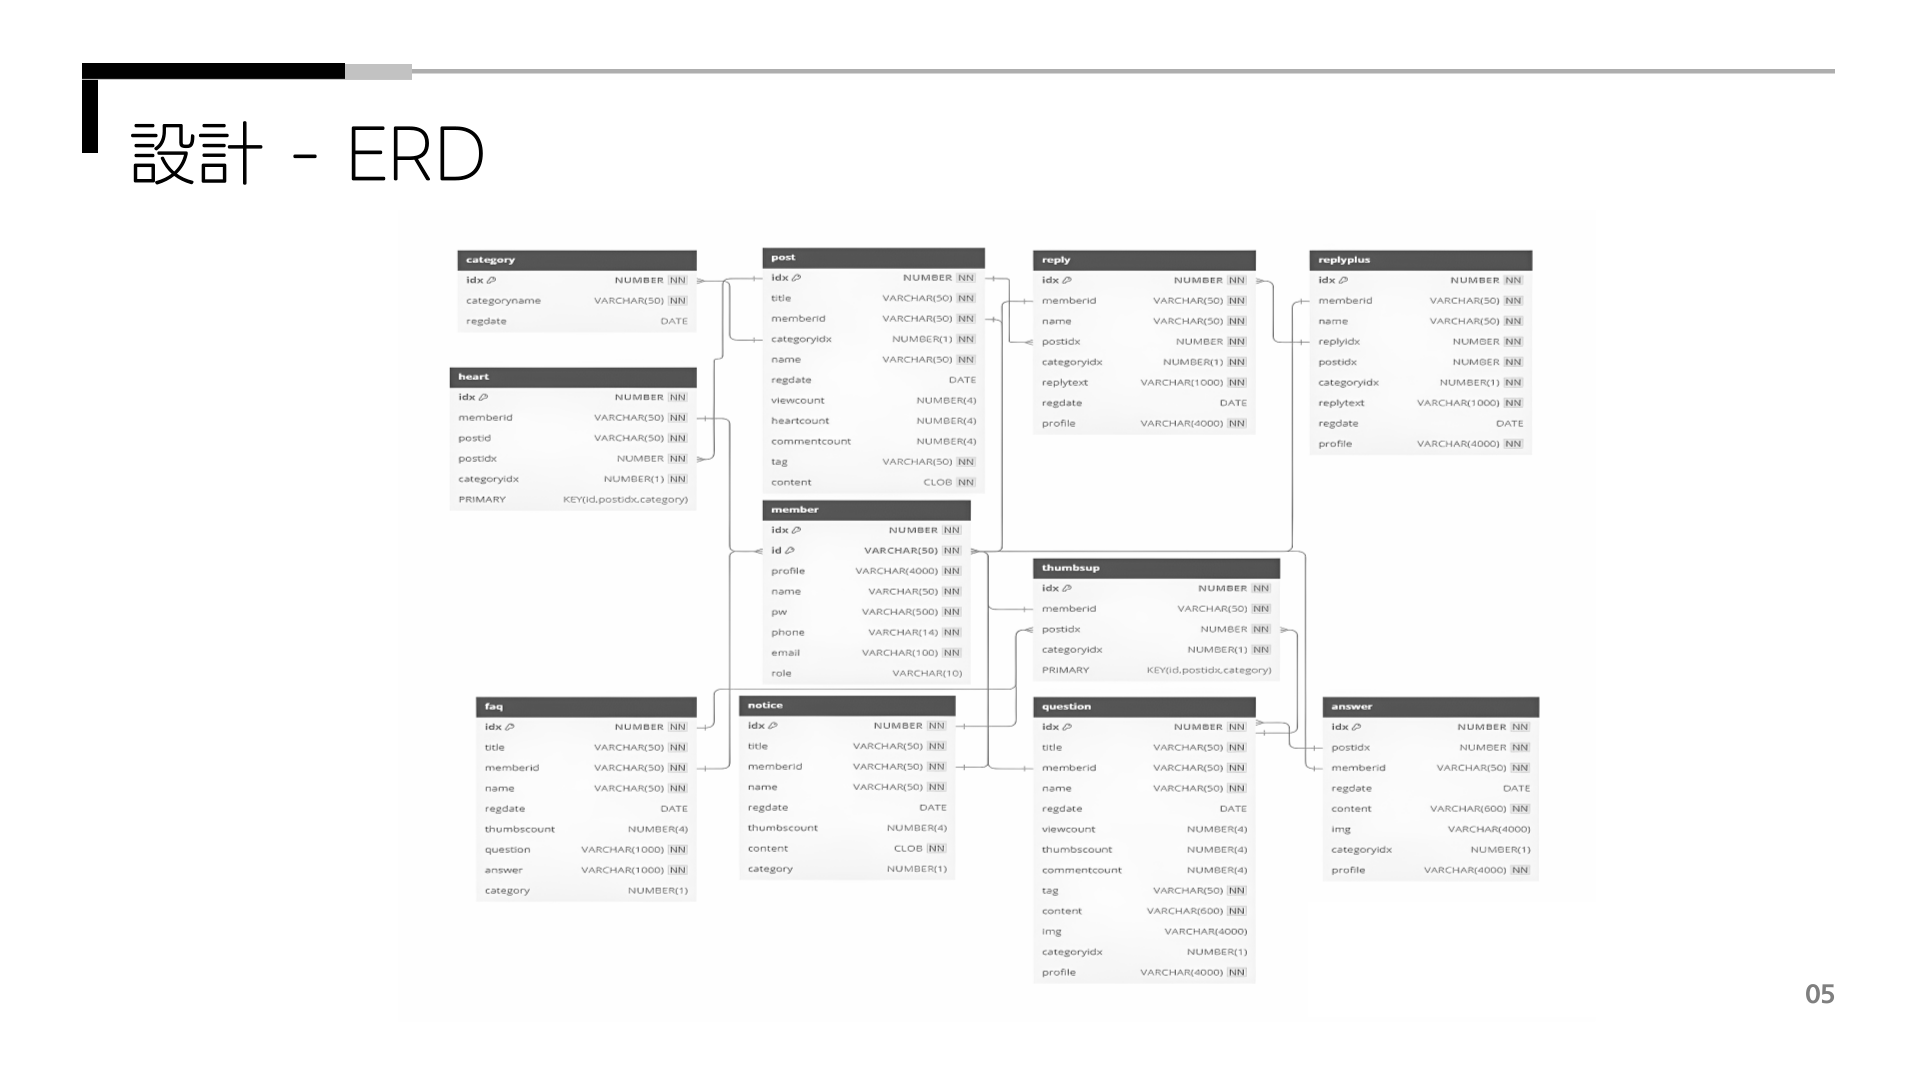 設計 - ERD
category
idx NUMBER NN
categoryname VARCHAR(50) NN
regdate DATE
heart
idx NUMBER NN
memberid VARCHAR(50) NN
postid VARCHAR(50) NN
postidx NUMBER NN
categoryidx NUMBER(1) NN
PRIMARY KEY(id,postidx,category)
post
idx NUMBER NN
title VARCHAR(50) NN
memberid VARCHAR(50) NN
categoryidx NUMBER(1) NN
name VARCHAR(50) NN
regdate DATE
viewcount NUMBER(4)
heartcount NUMBER(4)
commentcount NUMBER(4)
tag VARCHAR(50) NN
content CLOB NN
member
idx NUMBER NN
id VARCHAR(50) NN
profile VARCHAR(4000) NN
name VARCHAR(50) NN
pw VARCHAR(500) NN
phone VARCHAR(14) NN
email VARCHAR(100) NN
role VARCHAR(10)
reply
idx NUMBER NN
memberid VARCHAR(50) NN
name VARCHAR(50) NN
postidx NUMBER NN
categoryidx NUMBER(1) NN
replytext VARCHAR(1000) NN
regdate DATE
profile VARCHAR(4000) NN
replyplus
idx NUMBER NN
memberid VARCHAR(50) NN
name VARCHAR(50) NN
replyidx NUMBER NN
postidx NUMBER NN
categoryidx NUMBER(1) NN
replytext VARCHAR(1000) NN
regdate DATE
profile VARCHAR(4000) NN
thumbsup
idx NUMBER NN
memberid VARCHAR(50) NN
postidx NUMBER NN
categoryidx NUMBER(1) NN
PRIMARY KEY(id,postidx,category)
faq
idx NUMBER NN
title VARCHAR(50) NN
memberid VARCHAR(50) NN
name VARCHAR(50) NN
regdate DATE
thumbscount NUMBER(4)
question VARCHAR(1000) NN
answer VARCHAR(1000) NN
category NUMBER(1)
notice
idx NUMBER NN
title VARCHAR(50) NN
memberid VARCHAR(50) NN
name VARCHAR(50) NN
regdate DATE
thumbscount NUMBER(4)
content CLOB NN
category NUMBER(1)
question
idx NUMBER NN
title VARCHAR(50) NN
memberid VARCHAR(50) NN
name VARCHAR(50) NN
regdate DATE
viewcount NUMBER(4)
thumbscount NUMBER(4)
commentcount NUMBER(4)
tag VARCHAR(50) NN
content VARCHAR(600) NN
img VARCHAR(4000)
categoryidx NUMBER(1)
profile VARCHAR(4000) NN
answer
idx NUMBER NN
postidx NUMBER NN
memberid VARCHAR(50) NN
regdate DATE
content VARCHAR(600) NN
img VARCHAR(4000)
categoryidx NUMBER(1)
profile VARCHAR(4000) NN
05